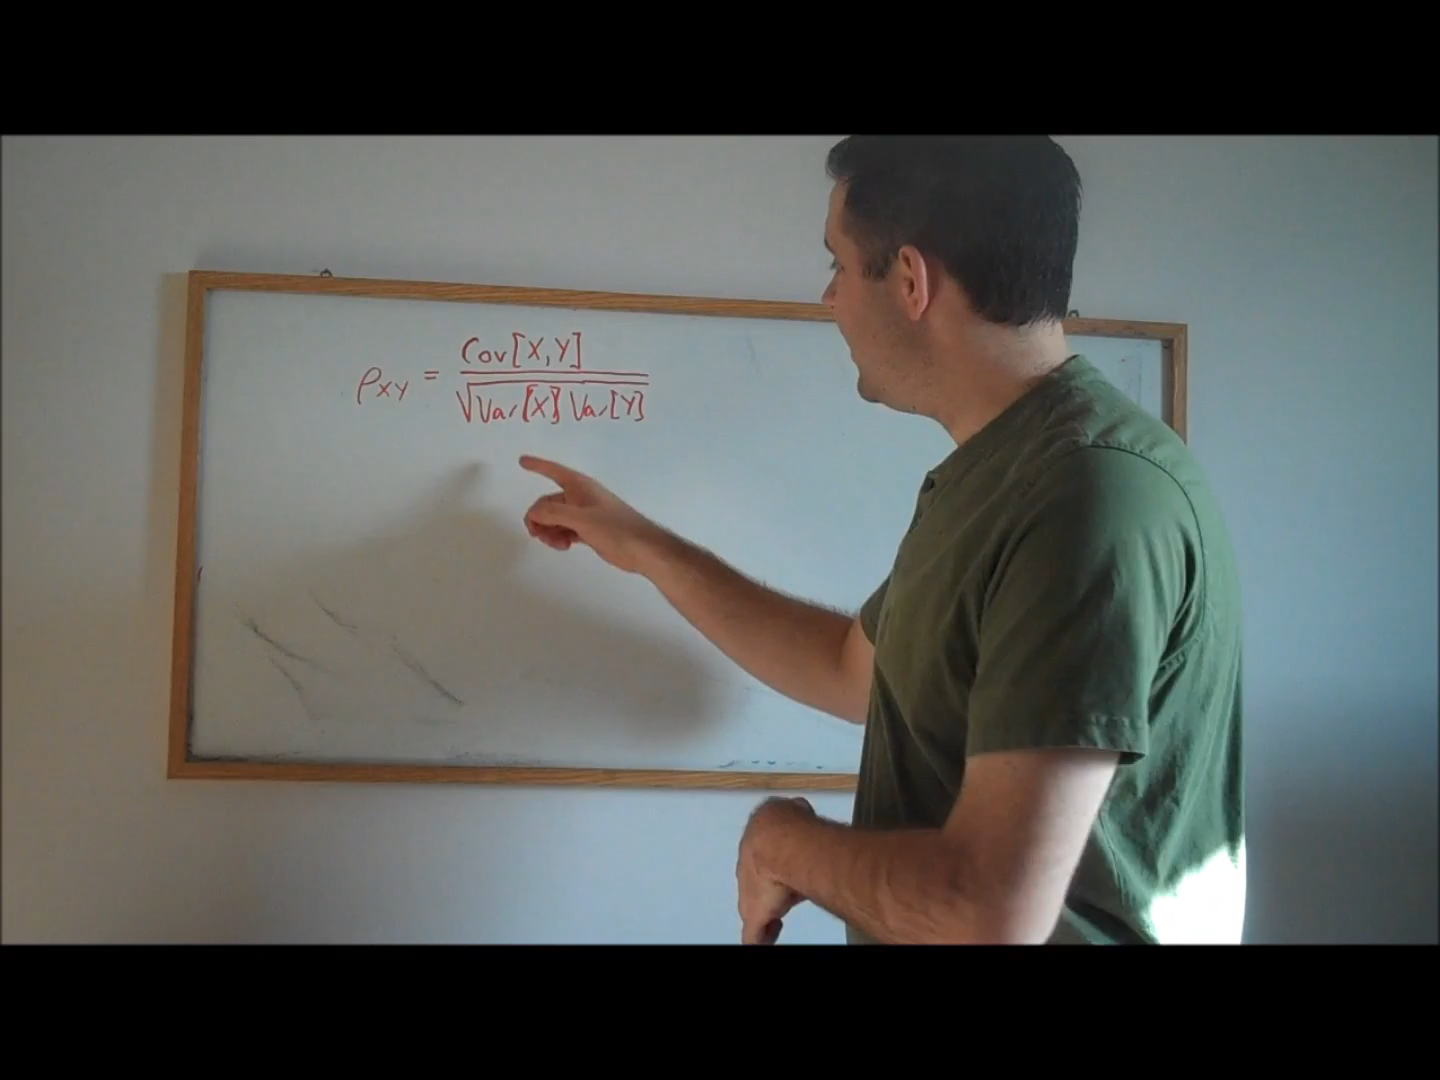 ρXY = Cov[X,Y] / √Var[X] Var[Y]